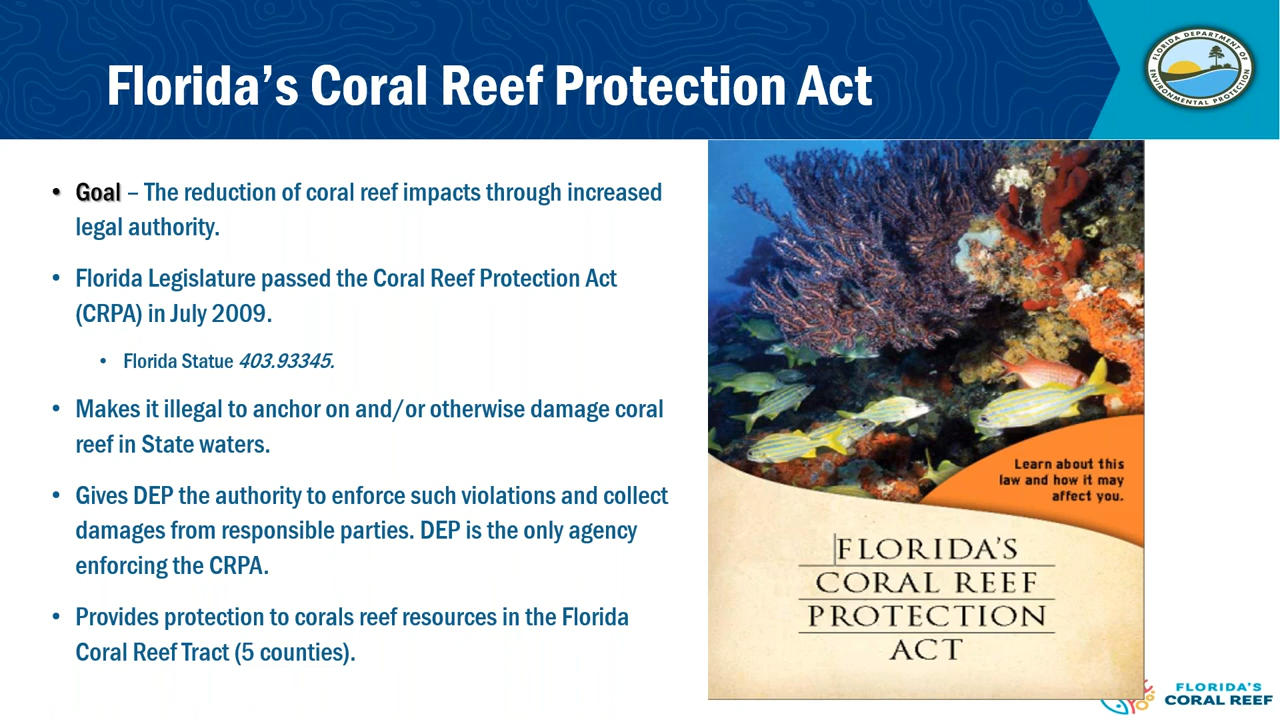 Florida's Coral Reef Protection Act
FLORIDA DEPARTMENT OF
ENVIRONMENTAL PROTECTION
• Goal – The reduction of coral reef impacts through increased
legal authority.
• Florida Legislature passed the Coral Reef Protection Act
(CRPA) in July 2009.
• Florida Statue 403.93345.
• Makes it illegal to anchor on and/or otherwise damage coral
reef in State waters.
• Gives DEP the authority to enforce such violations and collect
damages from responsible parties. DEP is the only agency
enforcing the CRPA.
• Provides protection to corals reef resources in the Florida
Coral Reef Tract (5 counties).
Learn about this
law and how it may
affect you.
FLORIDA'S
CORAL REEF
PROTECTION
ACT
FLORIDA'S
CORAL REEF